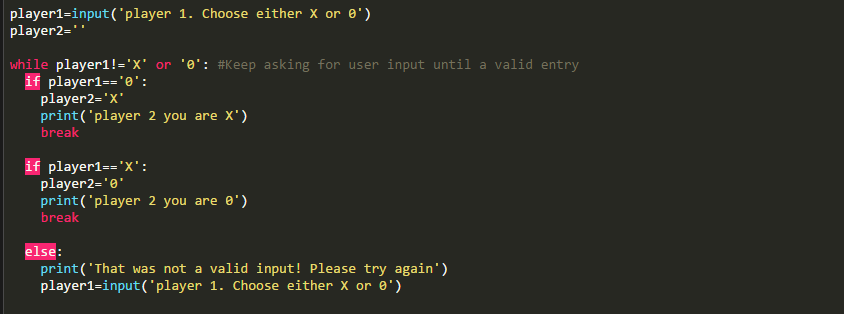 player1=input('player 1. Choose either X or 0')
player2=''
while player1!='X' or '0': #Keep asking for user input until a valid entry
if player1=='0':
player2='X'
print('player 2 you are X')
break
if player1=='X':
player2='0'
print('player 2 you are 0')
break
else:
print('That was not a valid input! Please try again')
player1=input('player 1. Choose either X or 0')